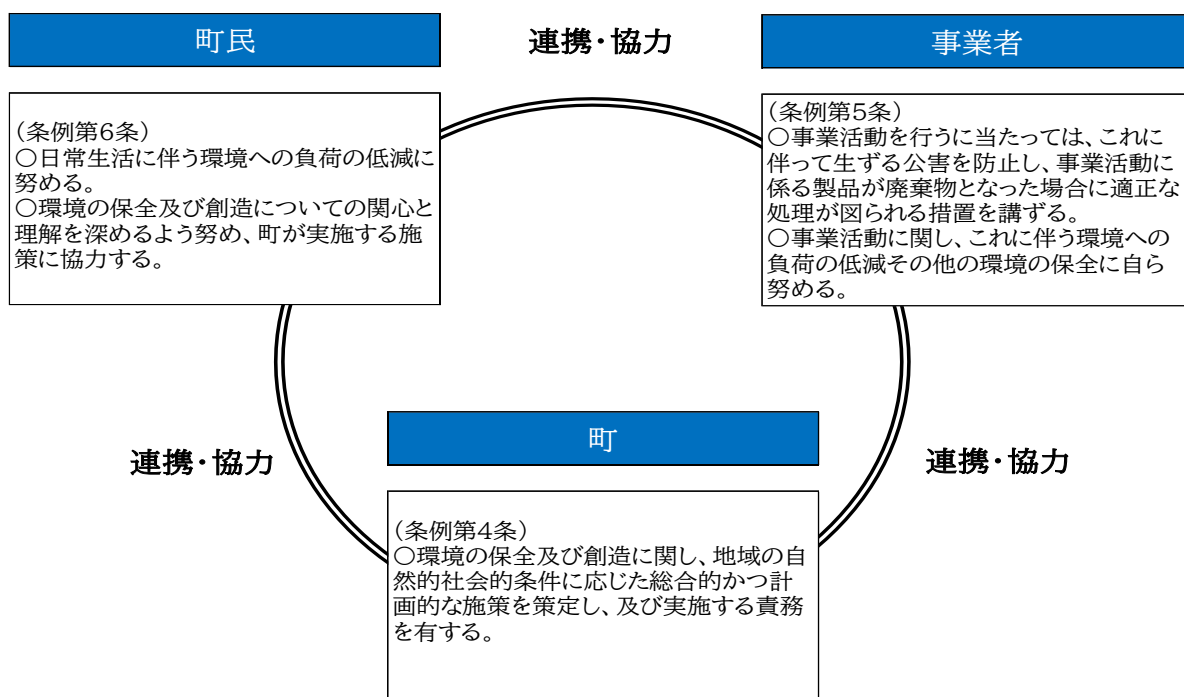 町民
連携・協力
事業者
(条例第6条)
○日常生活に伴う環境への負荷の低減に
努める。
○環境の保全及び創造についての関心と
理解を深めるよう努め、町が実施する施
策に協力する。
(条例第5条)
○事業活動を行うに当たっては、これに
伴って生ずる公害を防止し、事業活動に
係る製品が廃棄物となった場合に適正な
処理が図られる措置を講ずる。
○事業活動に関し、これに伴う環境への
負荷の低減その他の環境の保全に自ら
努める。
連携・協力
町
連携・協力
(条例第4条)
○環境の保全及び創造に関し、地域の自
然的社会的条件に応じた総合的かつ計
画的な施策を策定し、及び実施する責務
を有する。